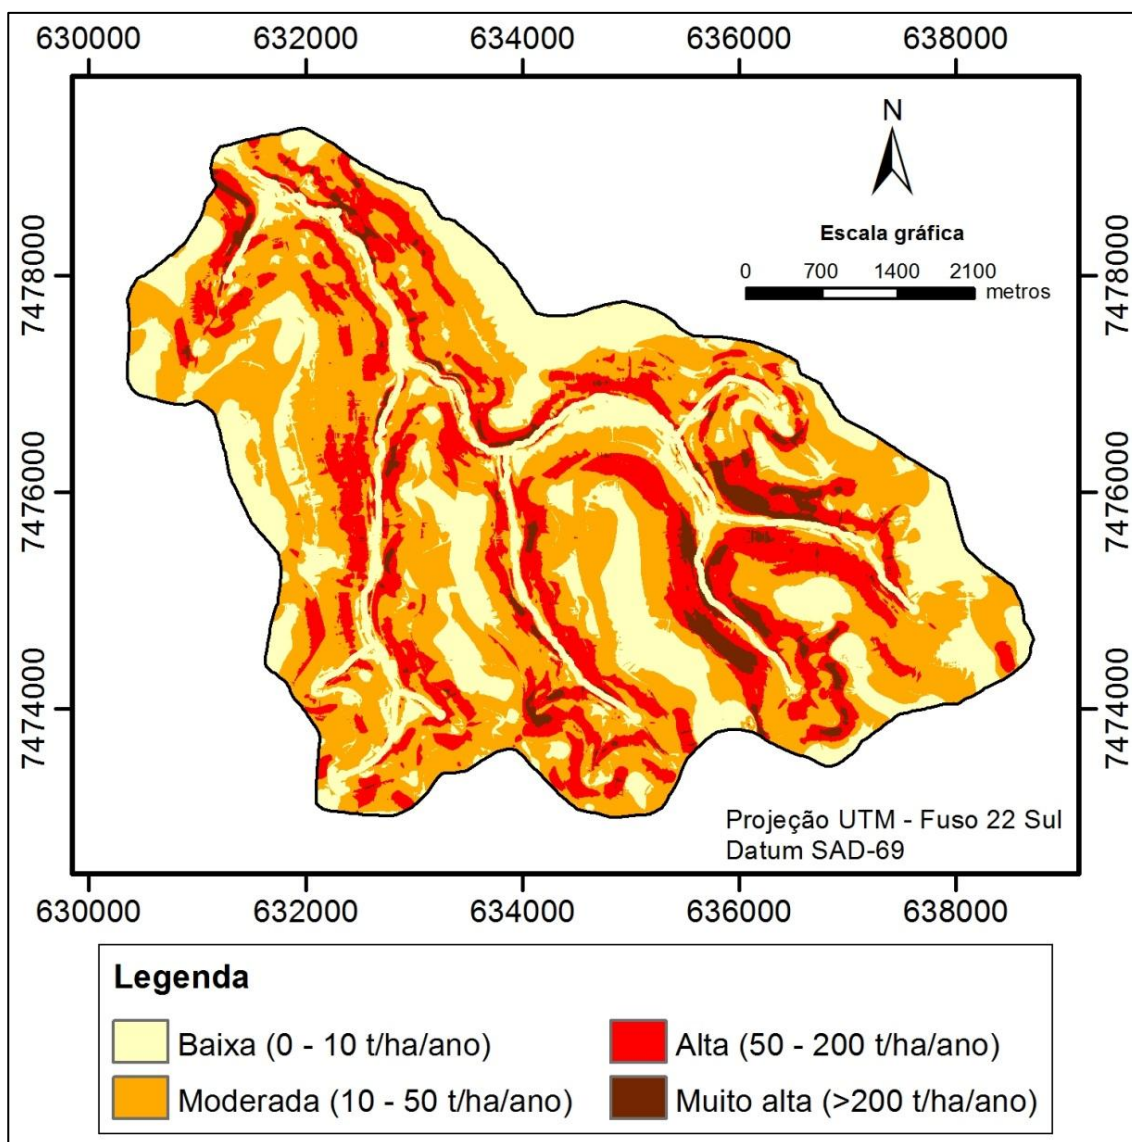 630000 632000 634000 636000 638000
N
Escala gráfica
0 700 1400 2100
metros
7478000 7478000
7476000 7476000
7474000 7474000
Projeção UTM - Fuso 22 Sul
Datum SAD-69
630000 632000 634000 636000 638000
Legenda
Baixa (0 - 10 t/ha/ano) Alta (50 - 200 t/ha/ano)
Moderada (10 - 50 t/ha/ano) Muito alta (>200 t/ha/ano)